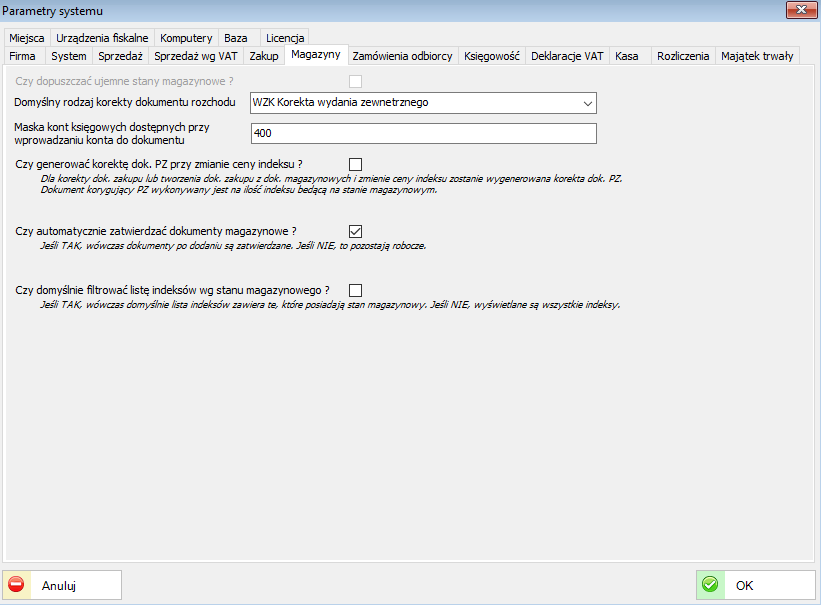 Parametry systemu
Miejsca Urządzenia fiskalne Komputery Baza Licencja
Firma System Sprzedaż Sprzedaż wg VAT Zakup Magazyny Zamówienia odbiorcy Księgowość Deklaracje VAT Kasa Rozliczenia Majątek trwały
Czy dopuszczać ujemne stany magazynowe ?
Domyślny rodzaj korekty dokumentu rozchodu WZK Korekta wydania zewnetrznego
Maska kont księgowych dostępnych przy
wprowadzaniu konta do dokumentu
400
Czy generować korektę dok. PZ przy zmianie ceny indeksu ?
Dla korekty dok. zakupu lub tworzenia dok. zakupu z dok. magazynowych i zmienie ceny indeksu zostanie wygenerowana korekta dok. PZ.
Dokument korygujący PZ wykonywany jest na ilość indeksu bedącą na stanie magazynowym.
Czy automatycznie zatwierdzać dokumenty magazynowe ?
Jeśli TAK, wówczas dokumenty po dodaniu są zatwierdzane. Jeśli NIE, to pozostają robocze.
Czy domyślnie filtrować listę indeksów wg stanu magazynowego ?
Jeśli TAK, wówczas domyślnie lista indeksów zawiera te, które posiadają stan magazynowy. Jeśli NIE, wyświetlane są wszystkie indeksy.
Anuluj OK